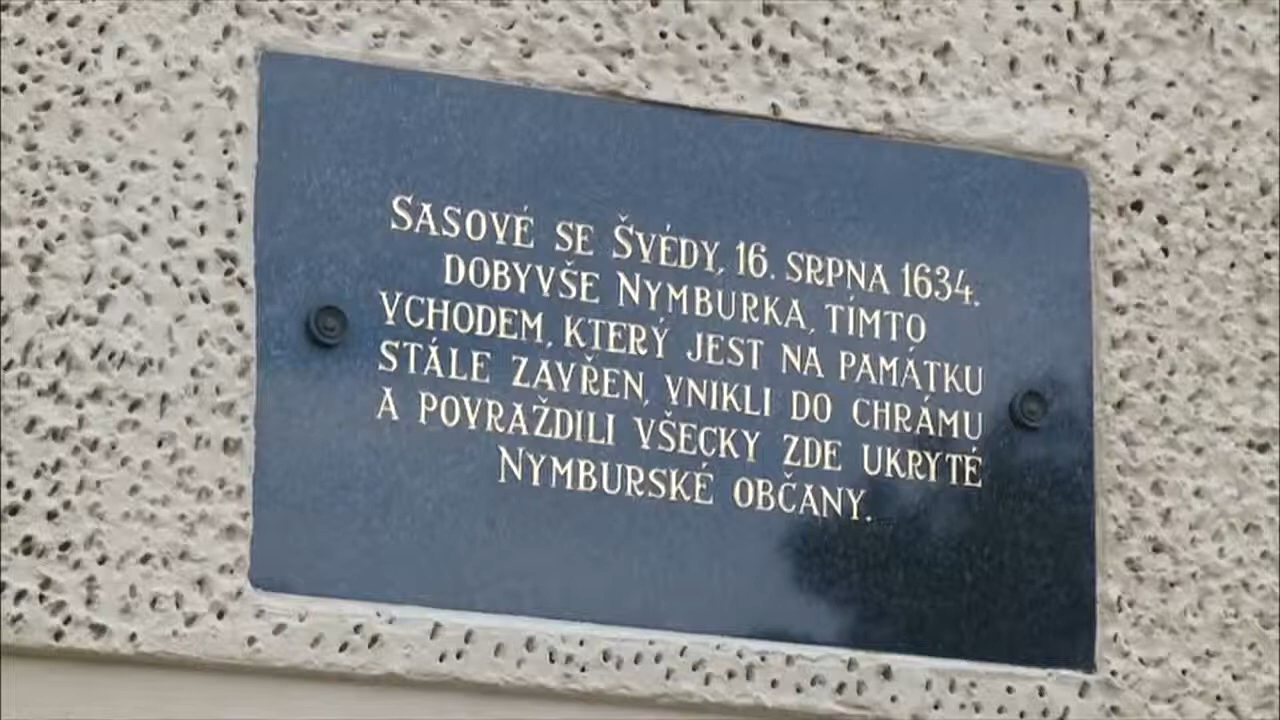 SASOVÉ SE ŠVÉDY, 16. SRPNA 1634.
DOBYVŠE NYMBURKA, TÍMTO
VCHODEM, KTERÝ JEST NA PAMÁTKU
STÁLE ZAVŘEN, VNIKLI DO CHRÁMU
A POVRAŽDILI VŠECKY ZDE UKRYTÉ
NYMBURSKÉ OBČANY.